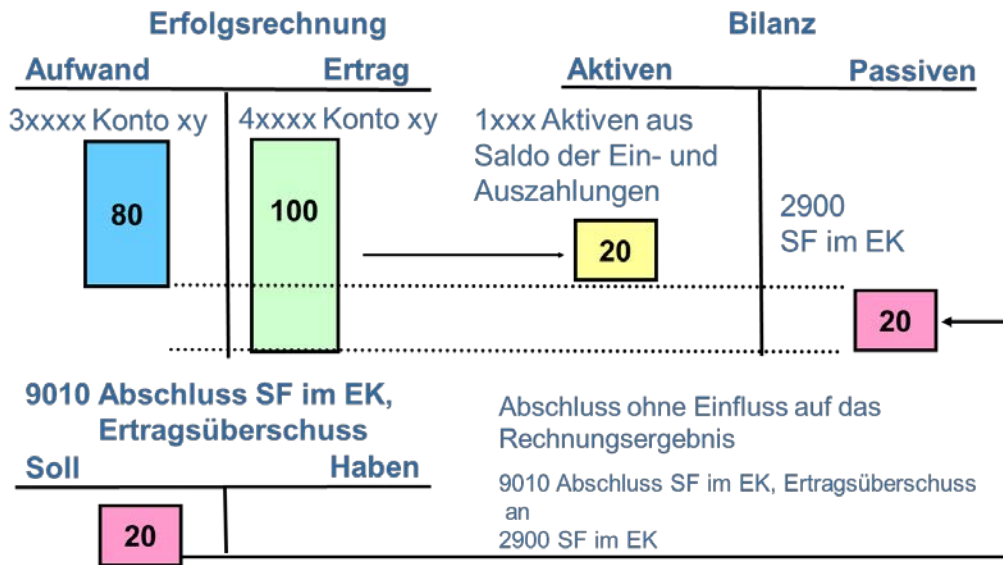 Erfolgsrechnung
Bilanz
Aufwand
Ertrag
Aktiven
Passiven
3xxxx Konto xy
4xxxx Konto xy
1xxx Aktiven aus
Saldo der Ein- und
Auszahlungen
80
100
20
2900
SF im EK
20
9010 Abschluss SF im EK,
Ertragsüberschuss
Soll
Haben
20
Abschluss ohne Einfluss auf das
Rechnungsergebnis
9010 Abschluss SF im EK, Ertragsüberschuss
an
2900 SF im EK